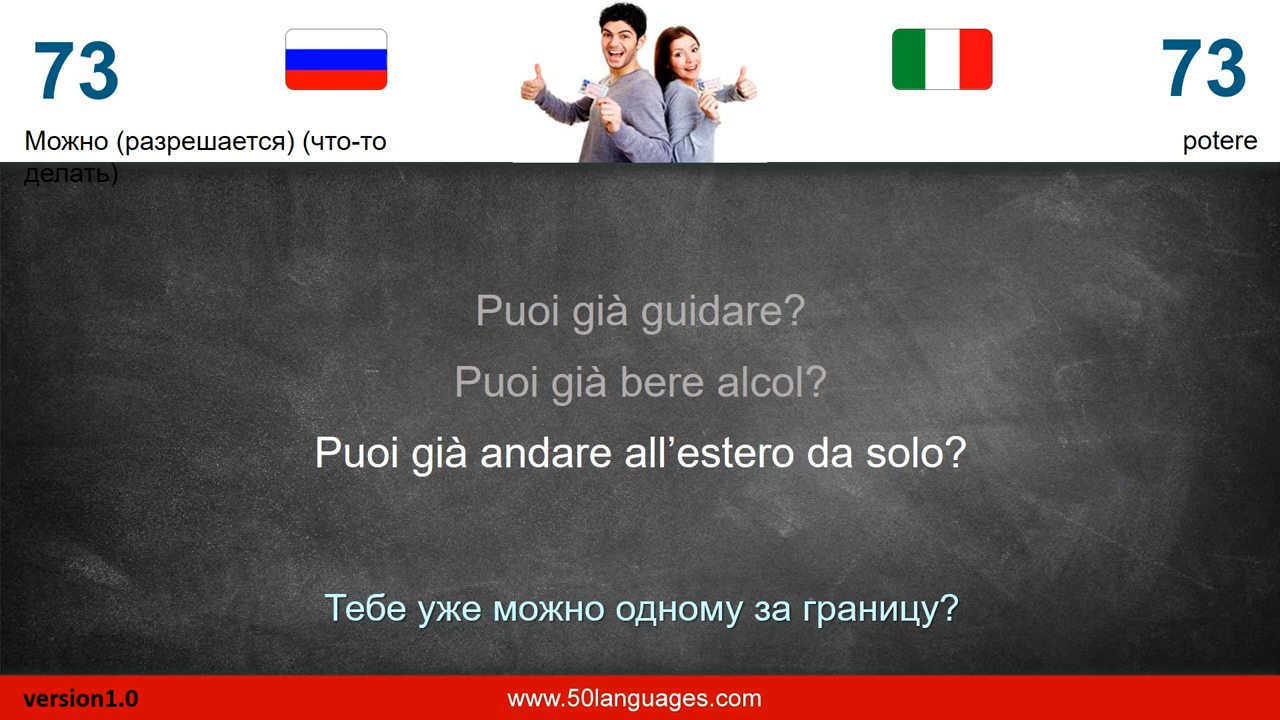 73
73
Можно (разрешается) (что-то
делать)
potere
Puoi già guidare?
Puoi già bere alcol?
Puoi già andare all’estero da solo?
Тебе уже можно одному за границу?
version1.0
www.50languages.com